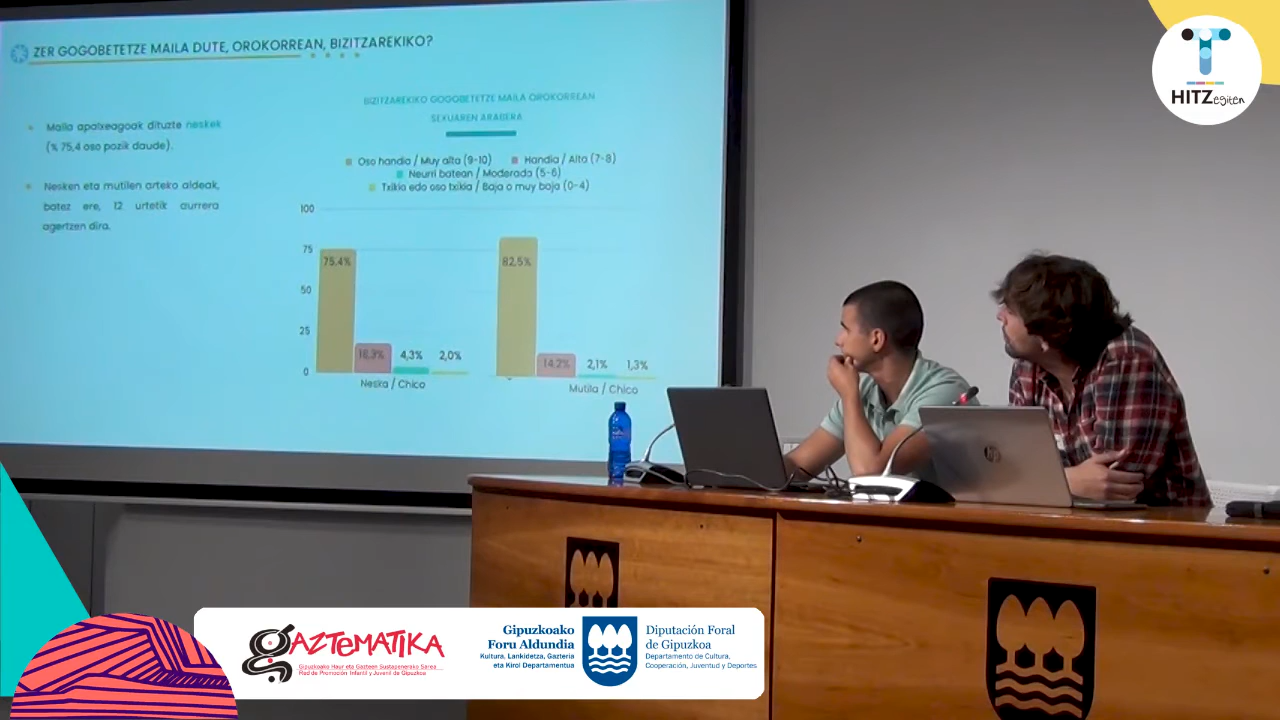 ZER GOGOBETETZE MAILA DUTE, OROKORREAN, BIZITZAREKIKO?
Maila apalxeagoak dituzte neskek
(% 75,4 oso pozik daude).
Nesken eta mutilen arteko aldeak,
batez ere, 12 urtetik aurrera
agertzen dira.
BIZITZAREKIKO GOGOBETETZE MAILA OROKORREAN
SEXUAREN ARABERA
Oso handia / Muy alta (9-10)
Handia / Alta (7-8)
Neurri batean / Moderada (5-6)
Txikia edo oso txikia / Baja o muy baja (0-4)
100
75
50
25
0
75,4%
18,3%
4,3%
2,0%
82,5%
14,2%
2,1%
1,3%
Neska / Chico
Mutila / Chico
HITZegiten
hp
gAZTEMATIKA
Gipuzkoako Haur eta Gazteen Sustapenerako Sarea
Red de Promoción Infantil y Juvenil de Gipuzkoa
Gipuzkoako
Foru Aldundia
Kultura, Lankidetza, Gazteria
eta Kirol Departamentua
Diputación Foral
de Gipuzkoa
Departamento de Cultura,
Cooperación, Juventud y Deportes